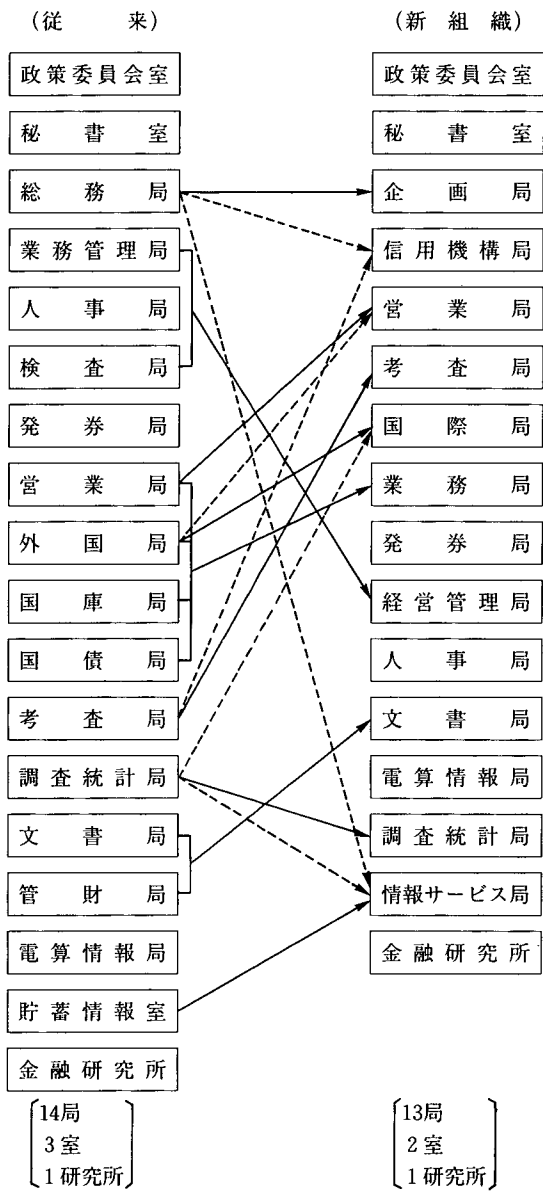 (従来)
政策委員会室
秘書室
総務局
業務管理局
人事局
検査局
発券局
営業局
外国局
国庫局
国債局
考査局
調査統計局
文書局
管財局
電算情報局
貯蓄情報室
金融研究所
14局
3室
1研究所
(新組織)
政策委員会室
秘書室
企画局
信用機構局
営業局
考査局
国際局
業務局
発券局
経営管理局
人事局
文書局
電算情報局
調査統計局
情報サービス局
金融研究所
13局
2室
1研究所